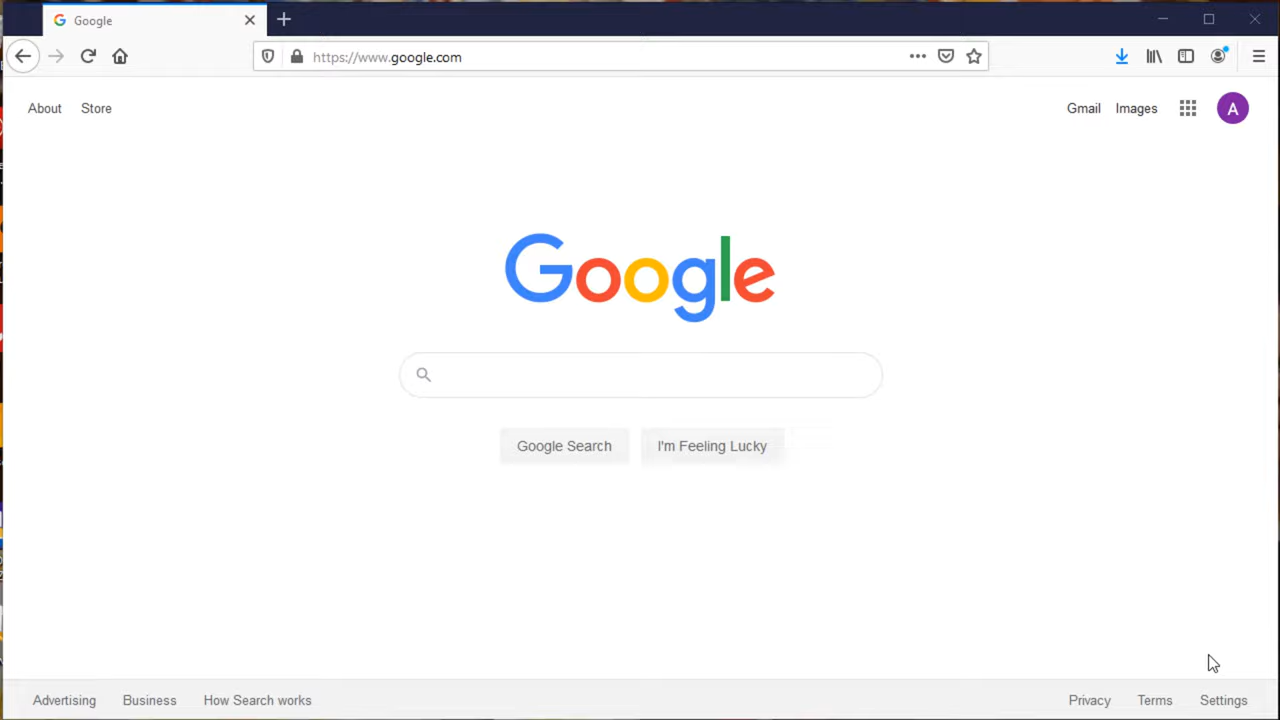 Google
https://www.google.com
About Store
Gmail Images A
Google
Google Search I'm Feeling Lucky
Advertising Business How Search works
Privacy Terms Settings